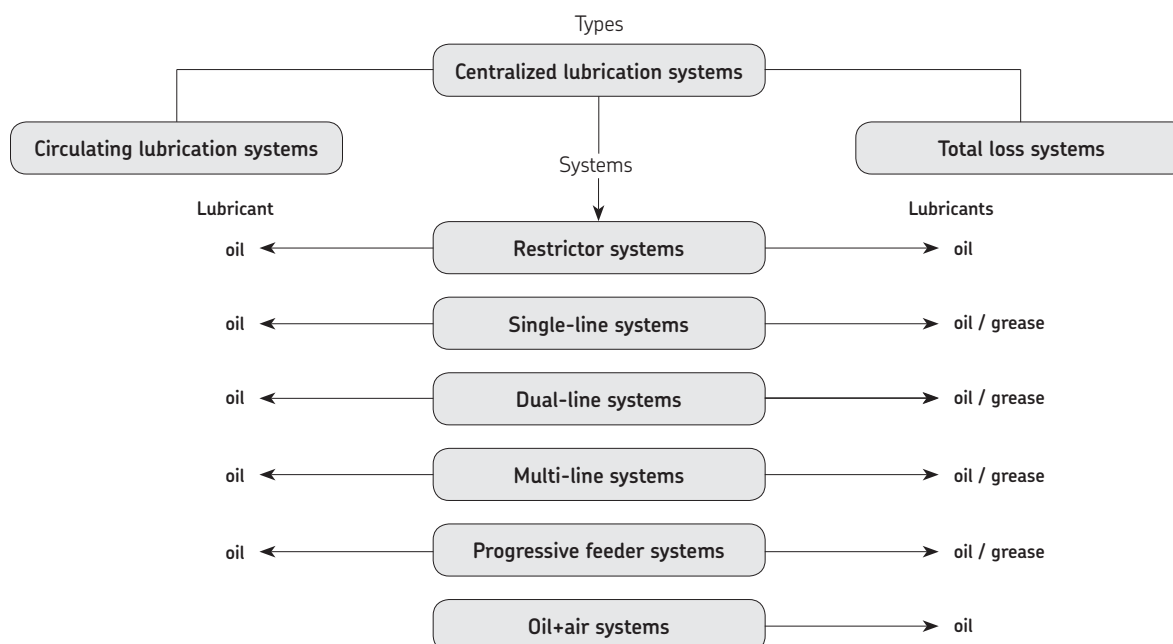 Types
Centralized lubrication systems
Circulating lubrication systems
Total loss systems
Systems
Lubricant
Lubricants
oil
Restrictor systems
oil
oil
Single-line systems
oil / grease
oil
Dual-line systems
oil / grease
oil
Multi-line systems
oil / grease
oil
Progressive feeder systems
oil / grease
Oil+air systems
oil